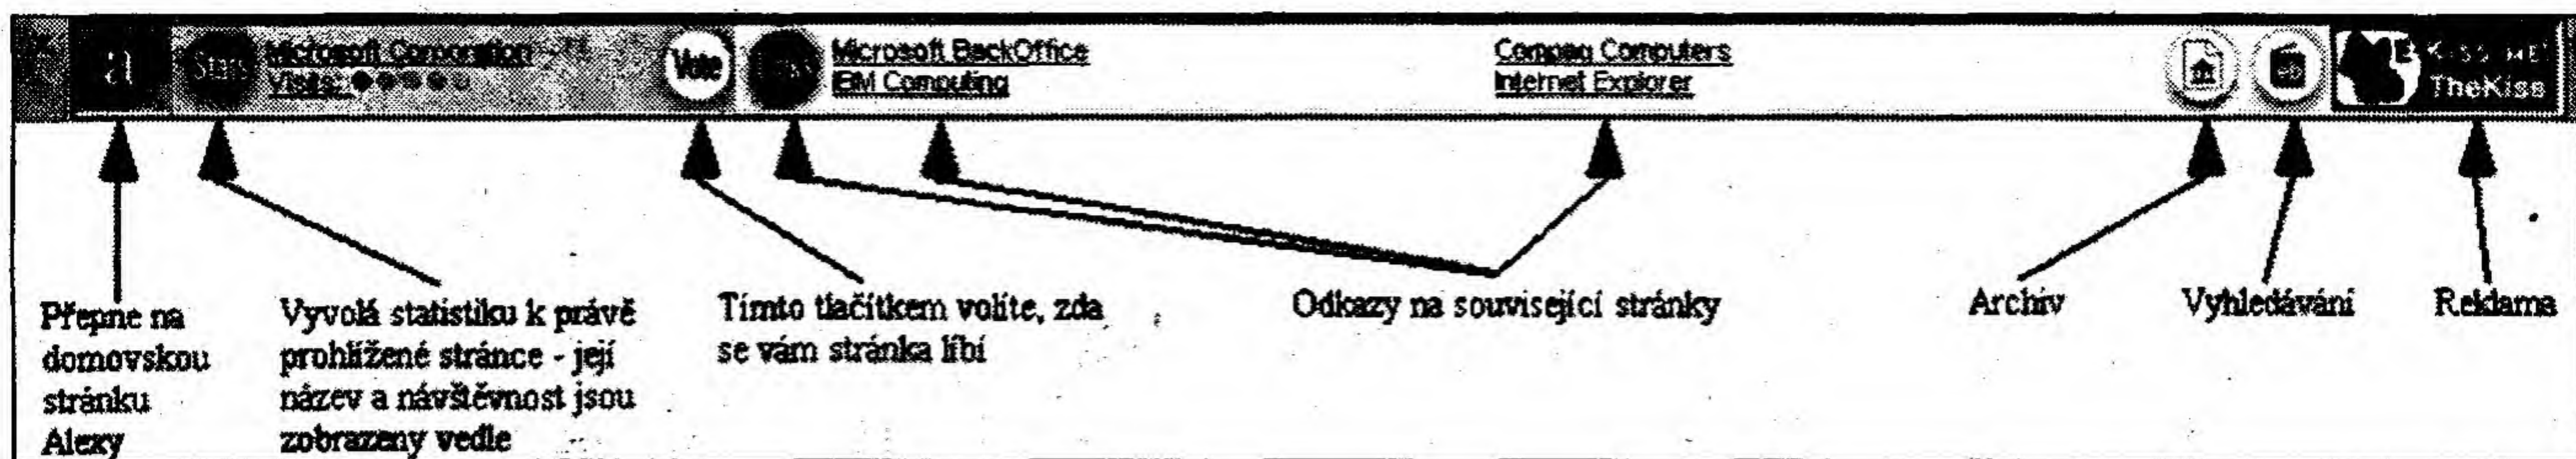 a Stats Microsoft Corporation Vote Microsoft BackOffice Compaq Computers KISS ME!
Visits: IBM Computing Internet Explorer TheKiss
Přepne na
domovskou
stránku
Alexy
Vyvolá statistiku k právě
prohlížené stránce - její
název a návštěvnost jsou
zobrazeny vedle
Tímto tlačítkem volíte, zda
se vám stránka líbí
Odkazy na související stránky
Archiv
Vyhledávání
Reklama